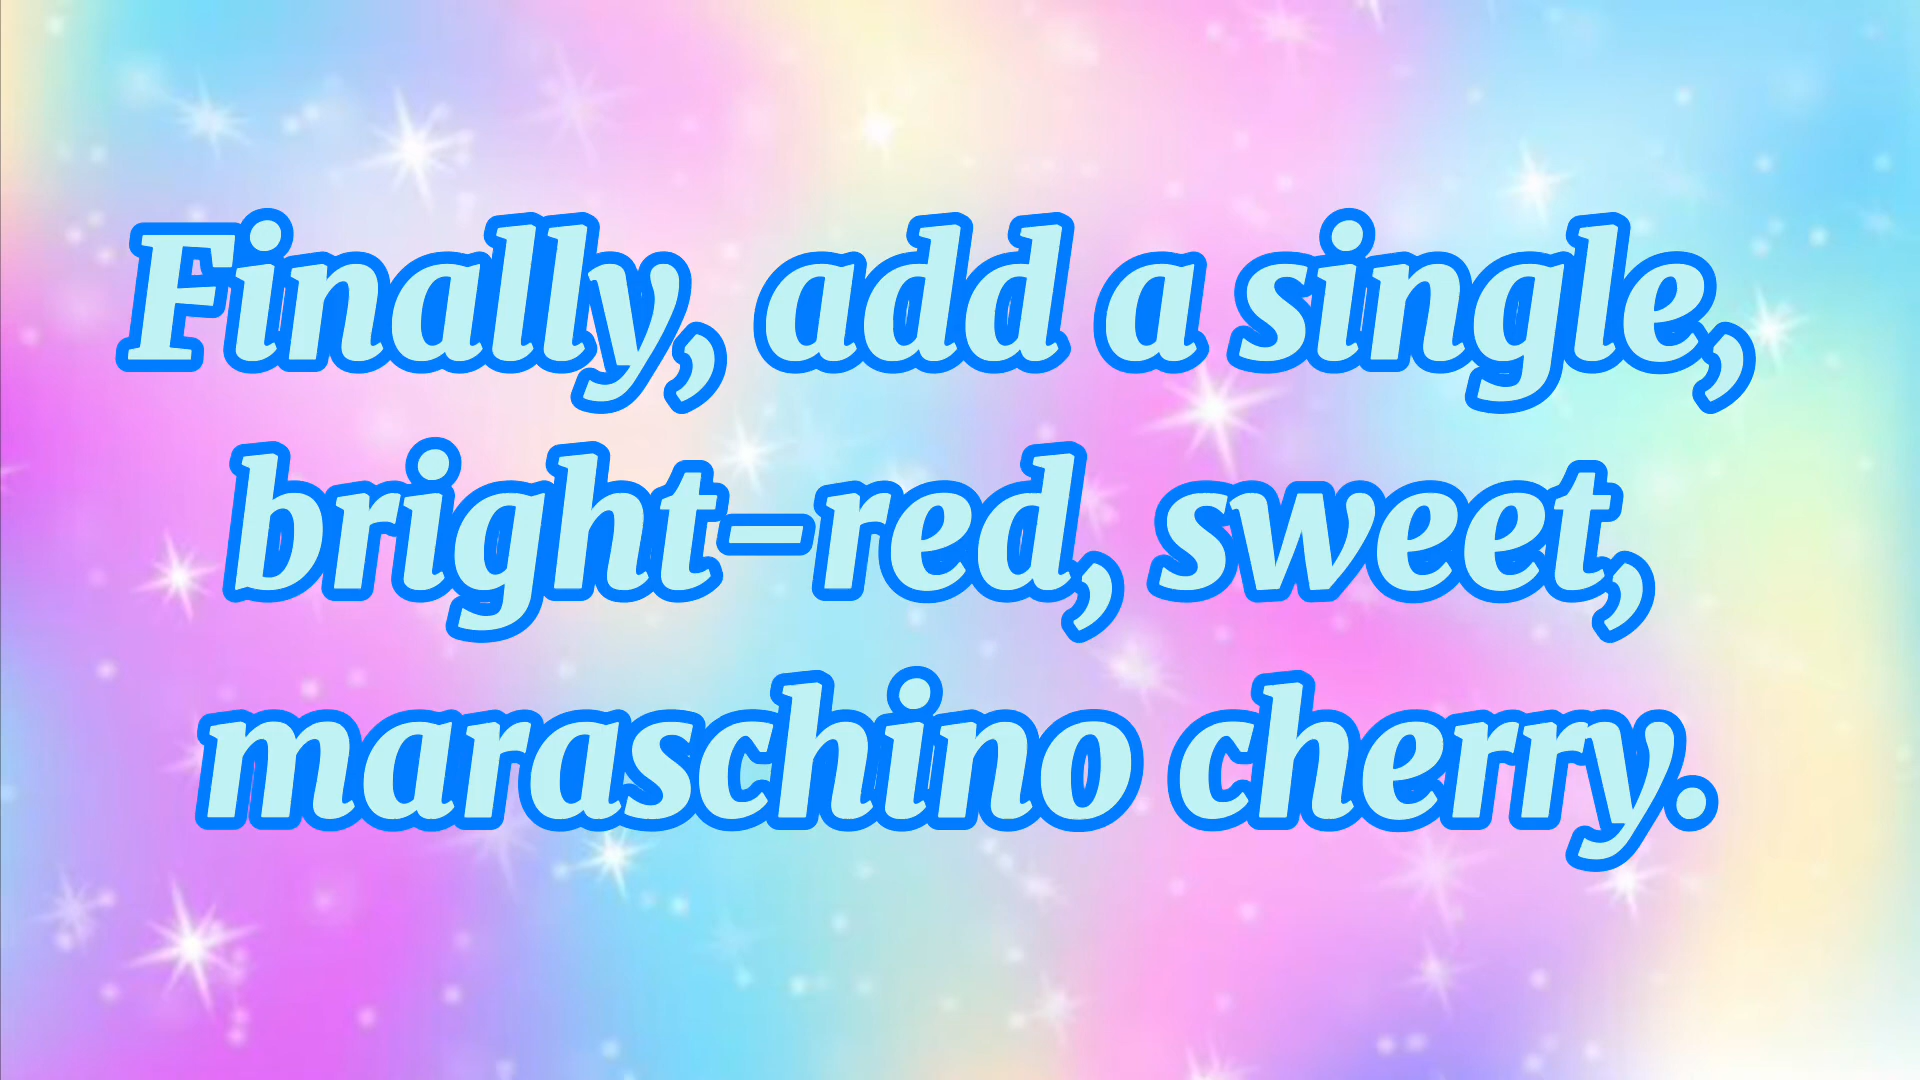 Finally, add a single,
bright-red, sweet,
maraschino cherry.